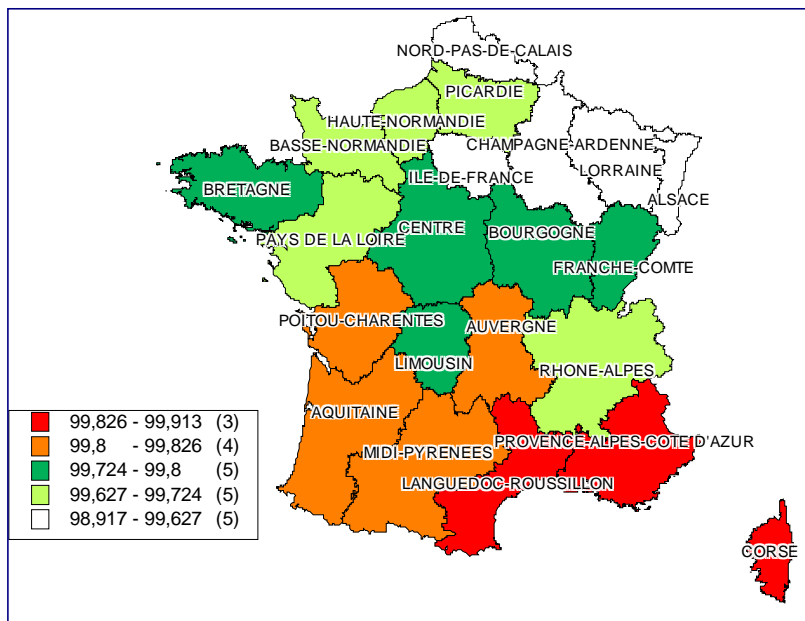 NORD-PAS-DE-CALAIS
PICARDIE
HAUTE-NORMANDIE
BASSE-NORMANDIE
CHAMPAGNE-ARDENNE
LORRAINE
ILE-DE-FRANCE
ALSACE
BRETAGNE
PAYS DE LA LOIRE
CENTRE
BOURGOGNE
FRANCHE-COMTE
POITOU-CHARENTES
AUVERGNE
LIMOUSIN
RHONE-ALPES
AQUITAINE
PROVENCE-ALPES-COTE D'AZUR
MIDI-PYRENEES
LANGUEDOC-ROUSSILLON
CORSE
99,826 - 99,913 (3)
99,8 - 99,826 (4)
99,724 - 99,8 (5)
99,627 - 99,724 (5)
98,917 - 99,627 (5)